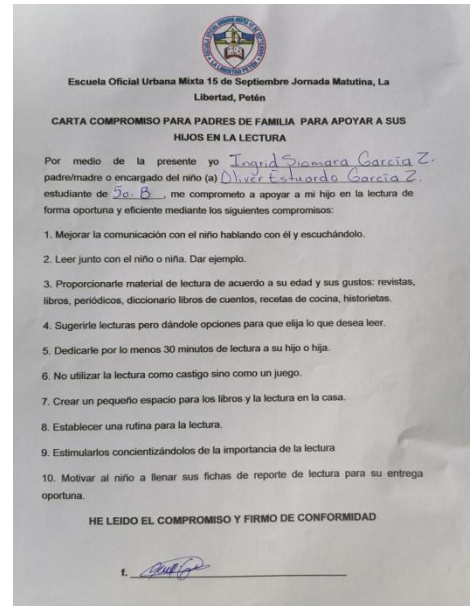 Escuela Oficial Urbana Mixta 15 de Septiembre Jornada Matutina, La
Libertad, Petén
CARTA COMPROMISO PARA PADRES DE FAMILIA PARA APOYAR A SUS
HIJOS EN LA LECTURA
Por medio de la presente yo Ingrid Siomara García Z.
padre/madre o encargado del niño (a) Oliver Estuardo García Z.
estudiante de 5o. B, me comprometo a apoyar a mi hijo en la lectura de
forma oportuna y eficiente mediante los siguientes compromisos:
1. Mejorar la comunicación con el niño hablando con él y escuchándolo.
2. Leer junto con el niño o niña. Dar ejemplo.
3. Proporcionarle material de lectura de acuerdo a su edad y sus gustos: revistas,
libros, periódicos, diccionario libros de cuentos, recetas de cocina, historietas.
4. Sugerirle lecturas pero dándole opciones para que elija lo que desea leer.
5. Dedicarle por lo menos 30 minutos de lectura a su hijo o hija.
6. No utilizar la lectura como castigo sino como un juego.
7. Crear un pequeño espacio para los libros y la lectura en la casa.
8. Establecer una rutina para la lectura.
9. Estimularlos concientizándolos de la importancia de la lectura
10. Motivar al niño a llenar sus fichas de reporte de lectura para su entrega
oportuna.
HE LEIDO EL COMPROMISO Y FIRMO DE CONFORMIDAD
f.